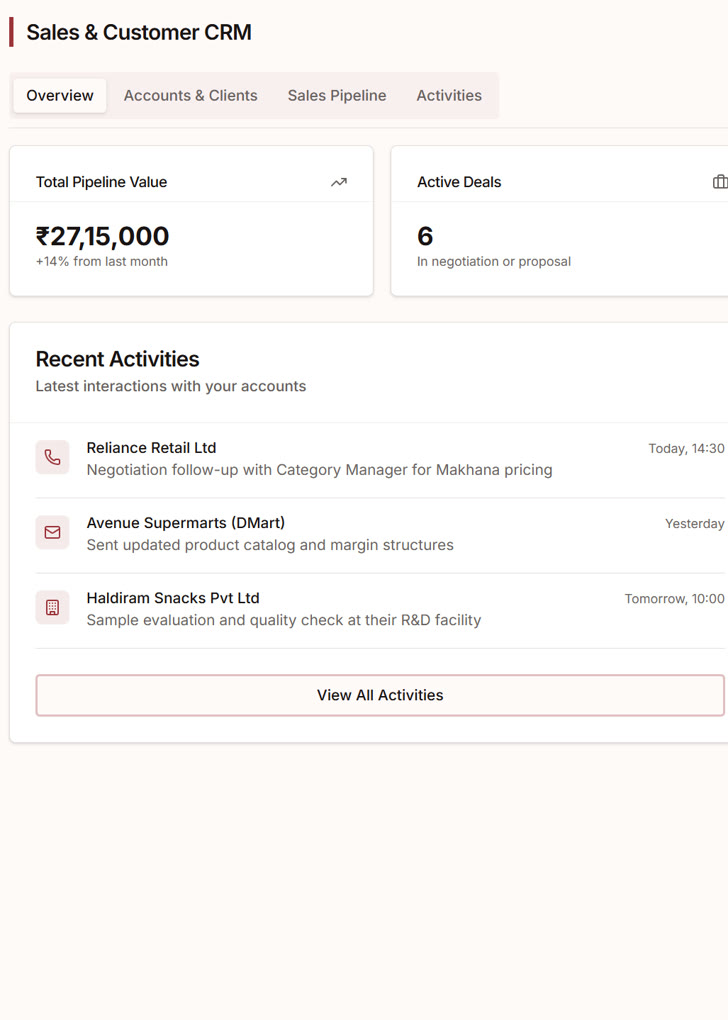 Sales & Customer CRM
Overview Accounts & Clients Sales Pipeline Activities
Total Pipeline Value
₹27,15,000
+14% from last month
Active Deals
6
In negotiation or proposal
Recent Activities
Latest interactions with your accounts
Reliance Retail Ltd Today, 14:30
Negotiation follow-up with Category Manager for Makhana pricing
Avenue Supermarts (DMart) Yesterday
Sent updated product catalog and margin structures
Haldiram Snacks Pvt Ltd Tomorrow, 10:00
Sample evaluation and quality check at their R&D facility
View All Activities